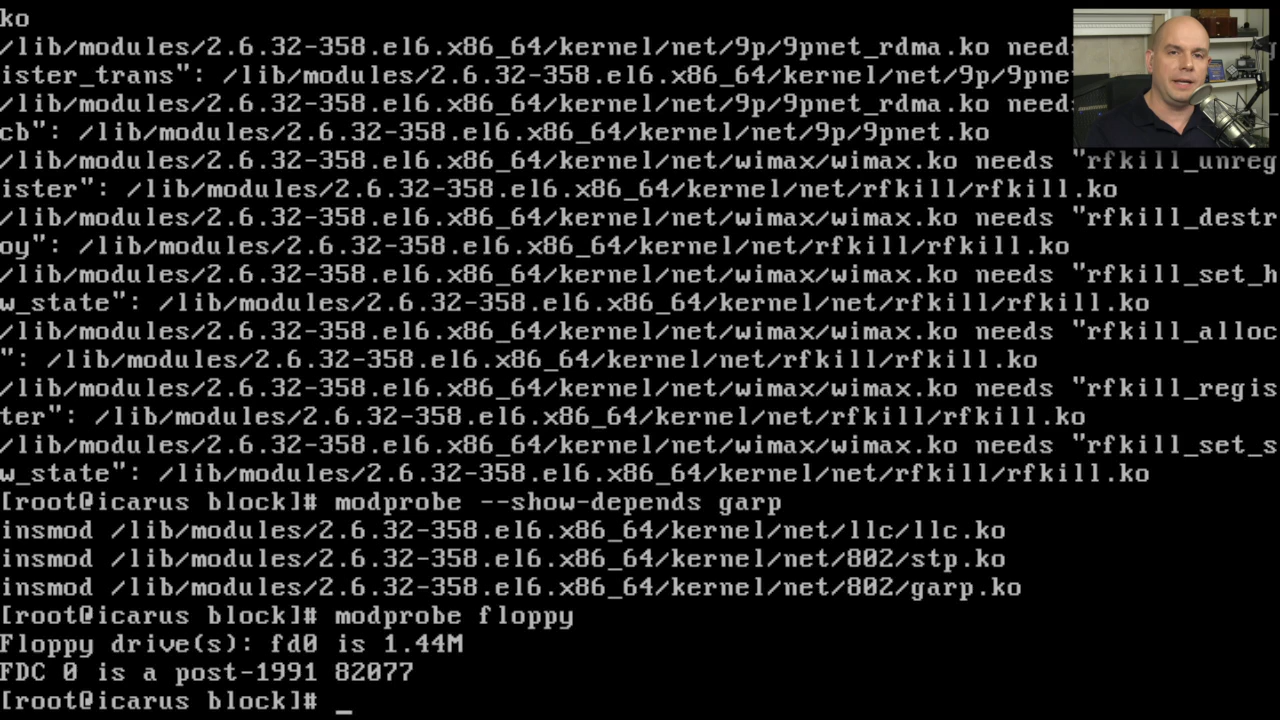 ko
/lib/modules/2.6.32-358.el6.x86_64/kernel/net/9p/9pnet_rdma.ko
ister_trans": /lib/modules/2.6.32-358.el6.x86_64/kernel/net/9p/
/lib/modules/2.6.32-358.el6.x86_64/kernel/net/9p/9pnet_rdma.ko
cb": /lib/modules/2.6.32-358.el6.x86_64/kernel/net/9p/9pnet.ko
/lib/modules/2.6.32-358.el6.x86_64/kernel/net/wimax/wimax.ko needs "rfkill_unreg
ister": /lib/modules/2.6.32-358.el6.x86_64/kernel/net/rfkill/rfkill.ko
/lib/modules/2.6.32-358.el6.x86_64/kernel/net/wimax/wimax.ko needs "rfkill_destr
oy": /lib/modules/2.6.32-358.el6.x86_64/kernel/net/rfkill/rfkill.ko
/lib/modules/2.6.32-358.el6.x86_64/kernel/net/wimax/wimax.ko needs "rfkill_set_h
w_state": /lib/modules/2.6.32-358.el6.x86_64/kernel/net/rfkill/rfkill.ko
/lib/modules/2.6.32-358.el6.x86_64/kernel/net/wimax/wimax.ko needs "rfkill_alloc
": /lib/modules/2.6.32-358.el6.x86_64/kernel/net/rfkill/rfkill.ko
/lib/modules/2.6.32-358.el6.x86_64/kernel/net/wimax/wimax.ko needs "rfkill_regis
ter": /lib/modules/2.6.32-358.el6.x86_64/kernel/net/rfkill/rfkill.ko
/lib/modules/2.6.32-358.el6.x86_64/kernel/net/wimax/wimax.ko needs "rfkill_set_s
w_state": /lib/modules/2.6.32-358.el6.x86_64/kernel/net/rfkill/rfkill.ko
[root@icarus block]# modprobe --show-depends garp
insmod /lib/modules/2.6.32-358.el6.x86_64/kernel/net/llc/llc.ko
insmod /lib/modules/2.6.32-358.el6.x86_64/kernel/net/802/stp.ko
insmod /lib/modules/2.6.32-358.el6.x86_64/kernel/net/802/garp.ko
[root@icarus block]# modprobe floppy
Floppy drive(s): fd0 is 1.44M
FDC 0 is a post-1991 82077
[root@icarus block]# _